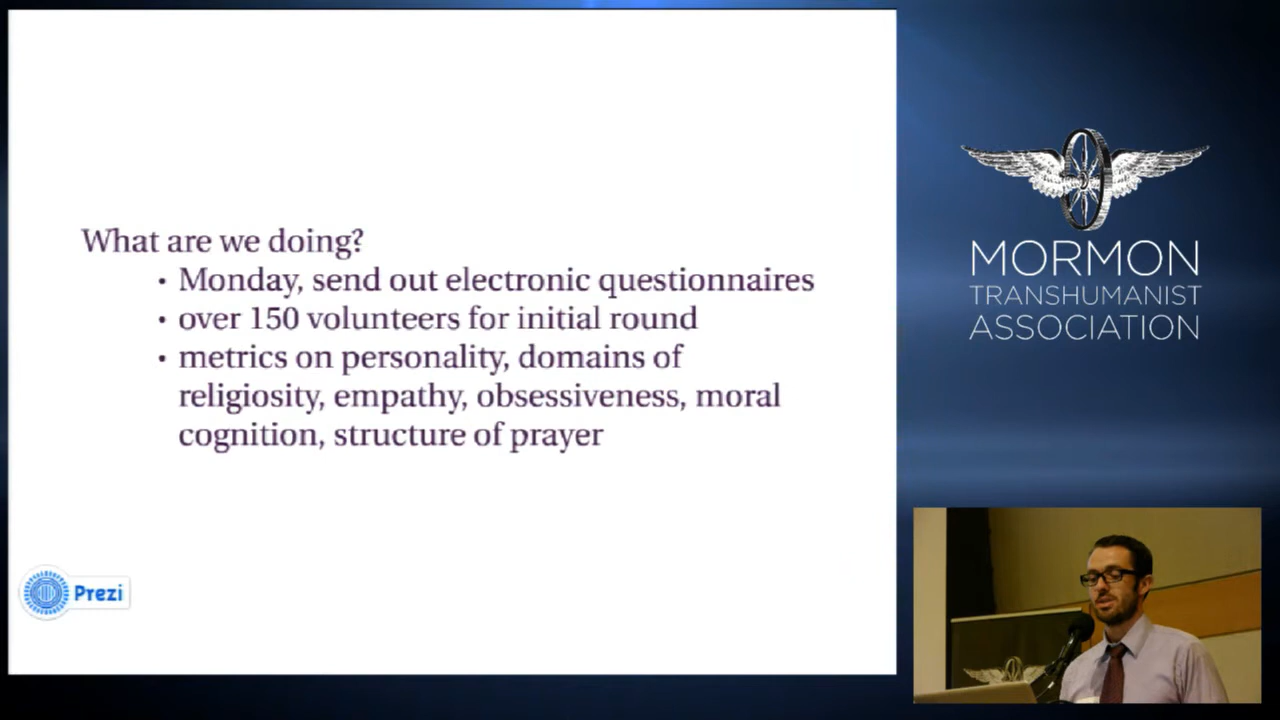 What are we doing?
• Monday, send out electronic questionnaires
• over 150 volunteers for initial round
• metrics on personality, domains of
religiosity, empathy, obsessiveness, moral
cognition, structure of prayer
Prezi
MORMON
TRANSHUMANIST
ASSOCIATION